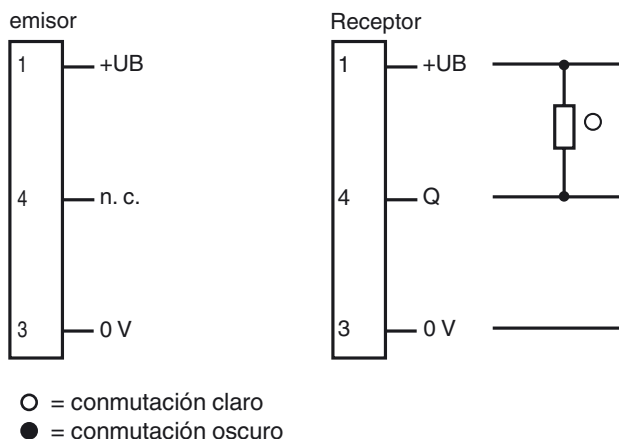 emisor
1 +UB
4 n. c.
3 0 V
Receptor
1 +UB
4 Q
3 0 V
= conmutación claro
= conmutación oscuro